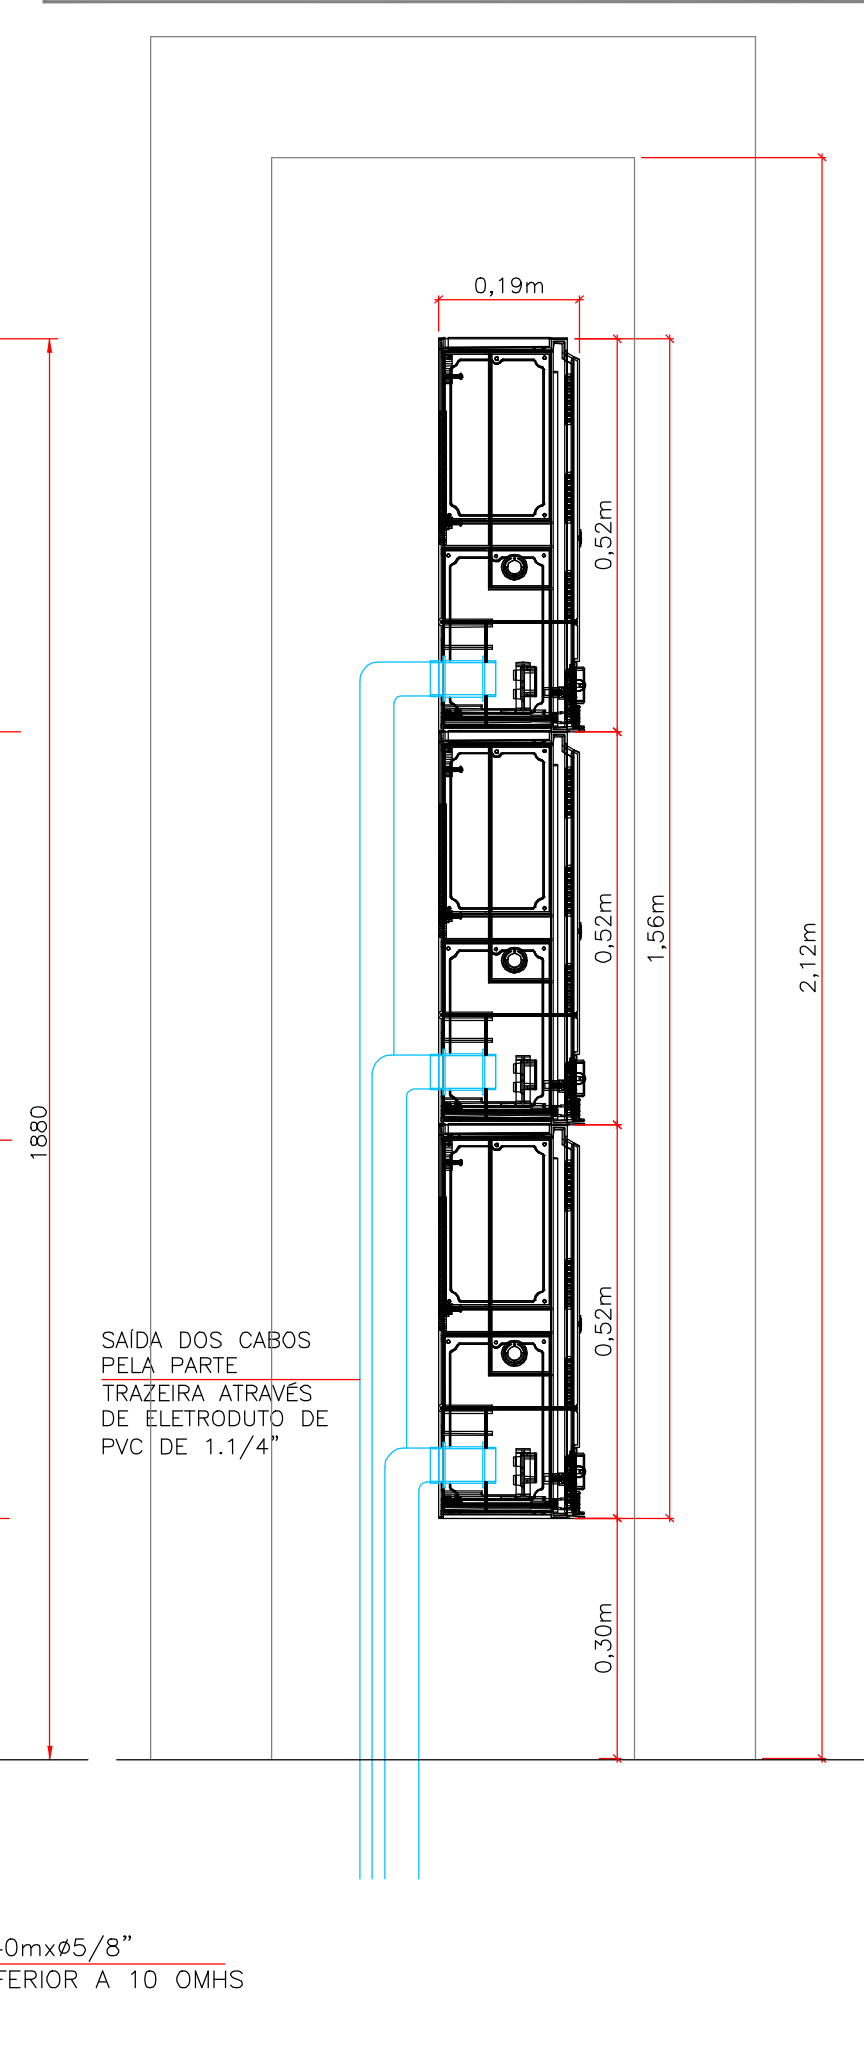 0,19m
0,52m
0,52m
1,56m
2,12m
1880
0,52m
SAÍDA DOS CABOS
PELA PARTE
TRAZEIRA ATRAVÉS
DE ELETRODUTO DE
PVC DE 1.1/4”
0,30m
0mxø5/8”
FERIOR A 10 OMHS